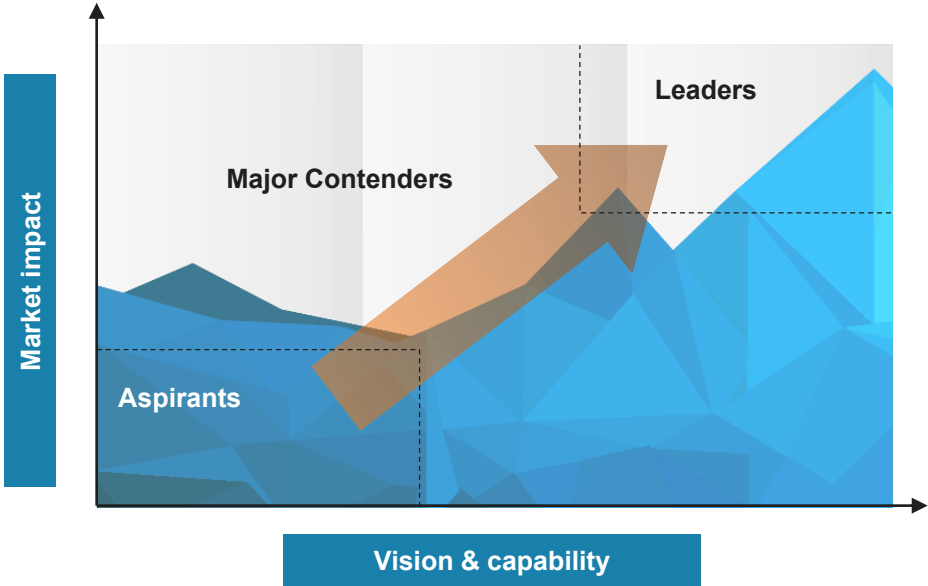 Leaders
Major Contenders
Market impact
Aspirants
Vision & capability